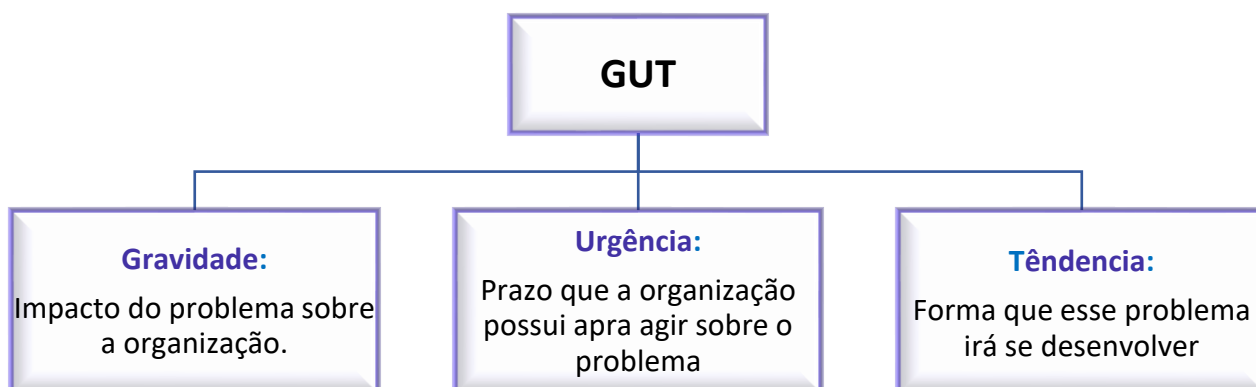 GUT
Gravidade:
Impacto do problema sobre
a organização.
Urgência:
Prazo que a organização
possui apra agir sobre o
problema
Têndencia:
Forma que esse problema
irá se desenvolver